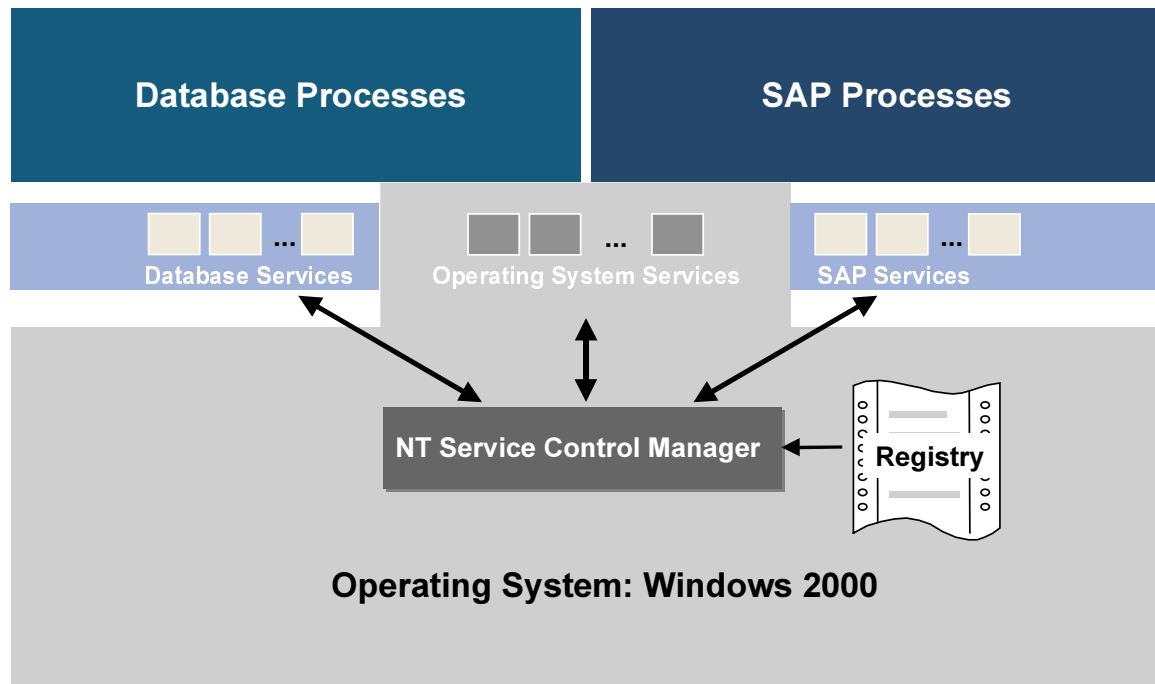 Database Processes
SAP Processes
...
...
...
Database Services
Operating System Services
SAP Services
NT Service Control Manager
Registry
Operating System: Windows 2000